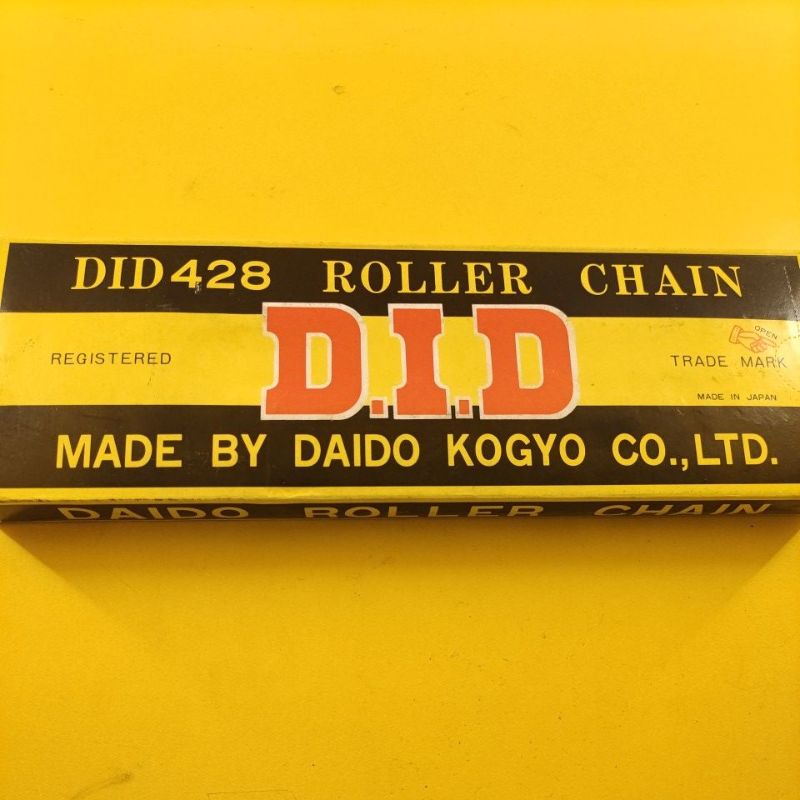 DID428 ROLLER CHAIN
OPEN
REGISTERED D.I.D TRADE MARK
MADE IN JAPAN
MADE BY DAIDO KOGYO CO.,LTD.
DAIDO ROLLER CHAIN